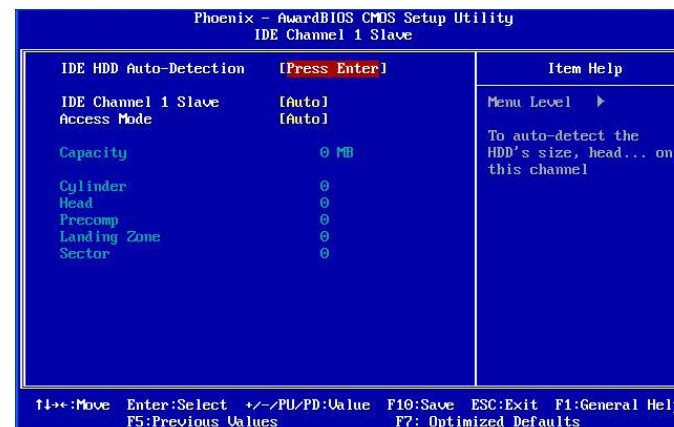 Phoenix - AwardBIOS CMOS Setup Utility
IDE Channel 1 Slave
IDE HDD Auto-Detection [Press Enter]
Item Help
IDE Channel 1 Slave [Auto]
Access Mode [Auto]
Capacity 0 MB
Cylinder 0
Head 0
Precomp 0
Landing Zone 0
Sector 0
Menu Level ▶
To auto-detect the
HDD's size, head... on
this channel
↑↓→←:Move Enter:Select +/-/PU/PD:Value F10:Save ESC:Exit F1:General Help
F5:Previous Values F7: Optimized Defaults